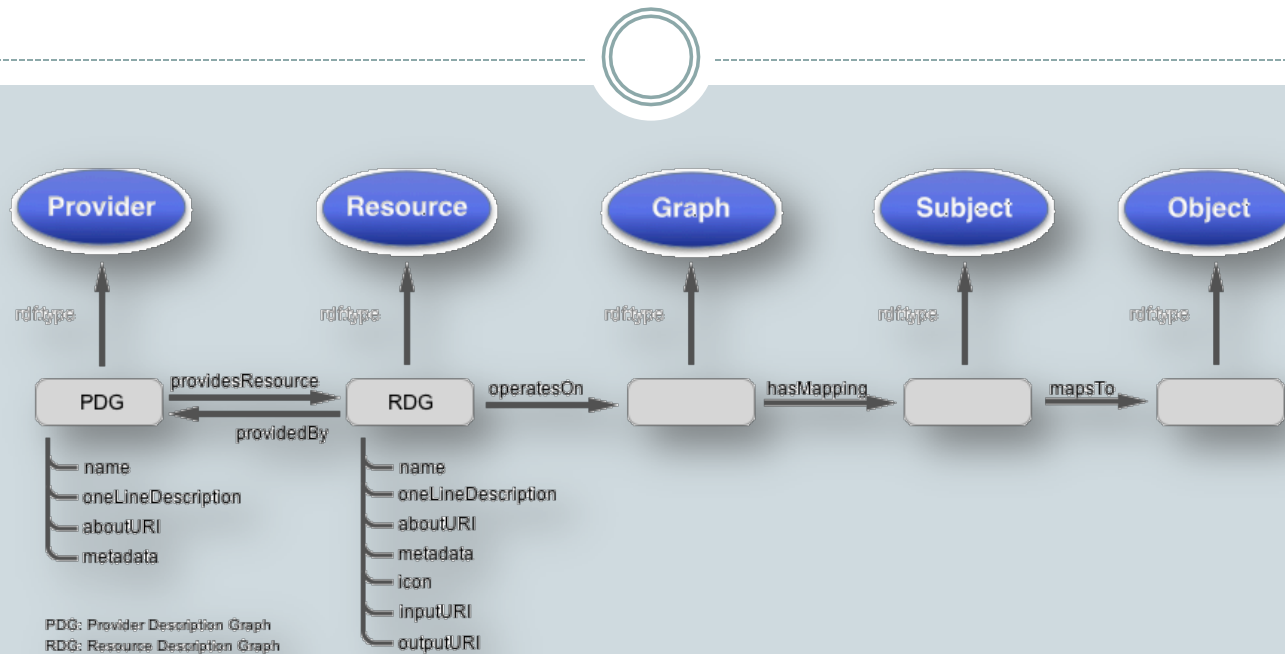 Provider
Resource
Graph
Subject
Object
rdf:type
rdf:type
rdf:type
rdf:type
rdf:type
PDG
providesResource
providedBy
RDG
operatesOn
hasMapping
mapsTo
name
oneLineDescription
aboutURI
metadata
name
oneLineDescription
aboutURI
metadata
icon
inputURI
outputURI
PDG: Provider Description Graph
RDG: Resource Description Graph